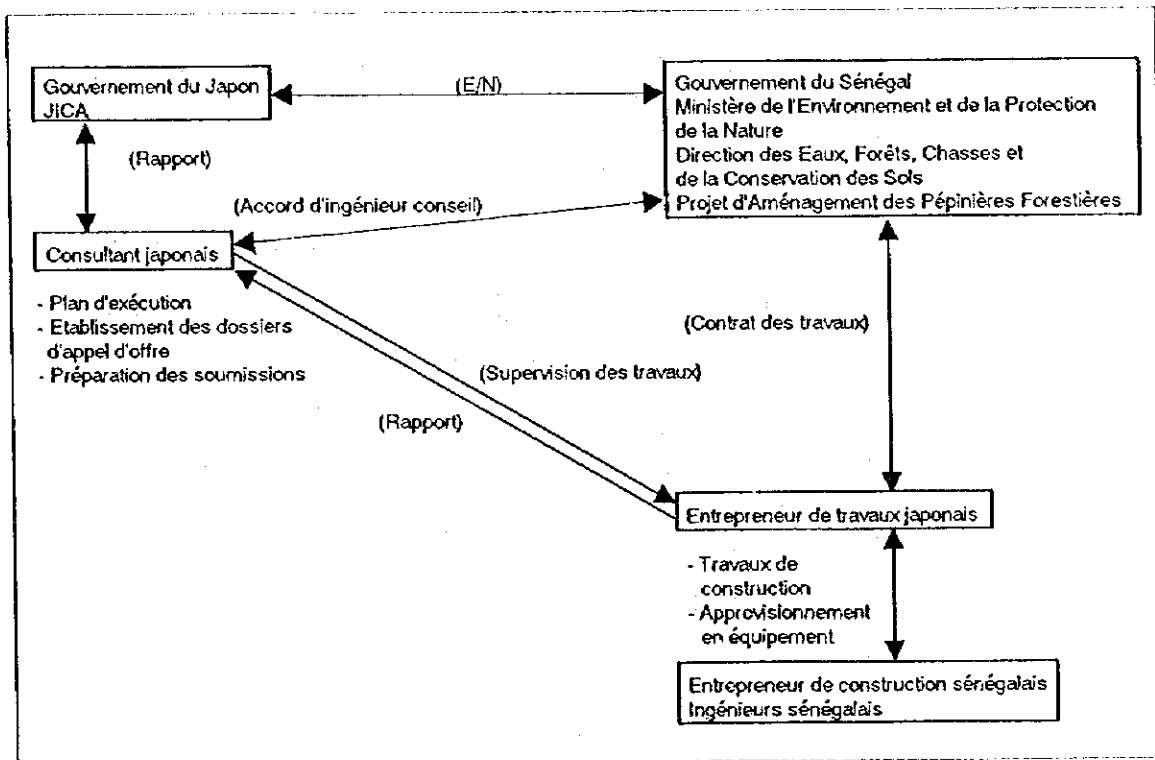 Gouvernement du Japon
JICA
(E/N)
Gouvernement du Sénégal
Ministère de l'Environnement et de la Protection
de la Nature
Direction des Eaux, Forêts, Chasses et
de la Conservation des Sols
Projet d'Aménagement des Pépinières Forestières
(Rapport)
(Accord d'ingénieur conseil)
Consultant japonais
- Plan d'exécution
- Etablissement des dossiers
d'appel d'offre
- Préparation des soumissions
(Contrat des travaux)
(Supervision des travaux)
(Rapport)
Entrepreneur de travaux japonais
- Travaux de
construction
- Approvisionnement
en équipement
Entrepreneur de construction sénégalais
Ingénieurs sénégalais